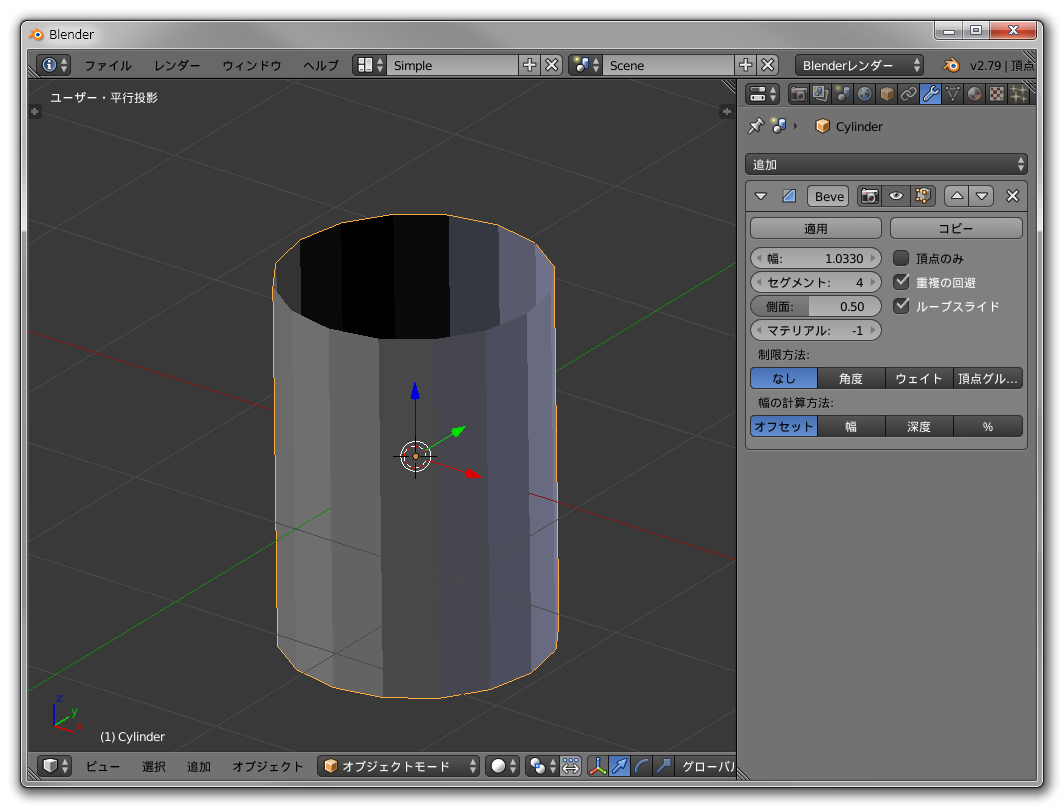 Blender
ファイル レンダー ウィンドウ ヘルプ Simple Scene Blenderレンダー v2.79 | 頂点
ユーザー・平行投影
Cylinder
追加
Beve
適用 コピー
幅: 1.0330 頂点のみ
セグメント: 4 重複の回避
側面: 0.50 ループスライド
マテリアル: -1
制限方法:
なし 角度 ウェイト 頂点グル...
幅の計算方法:
オフセット 幅 深度 %
z
y
x
(1) Cylinder
ビュー 選択 追加 オブジェクト オブジェクトモード グローバル